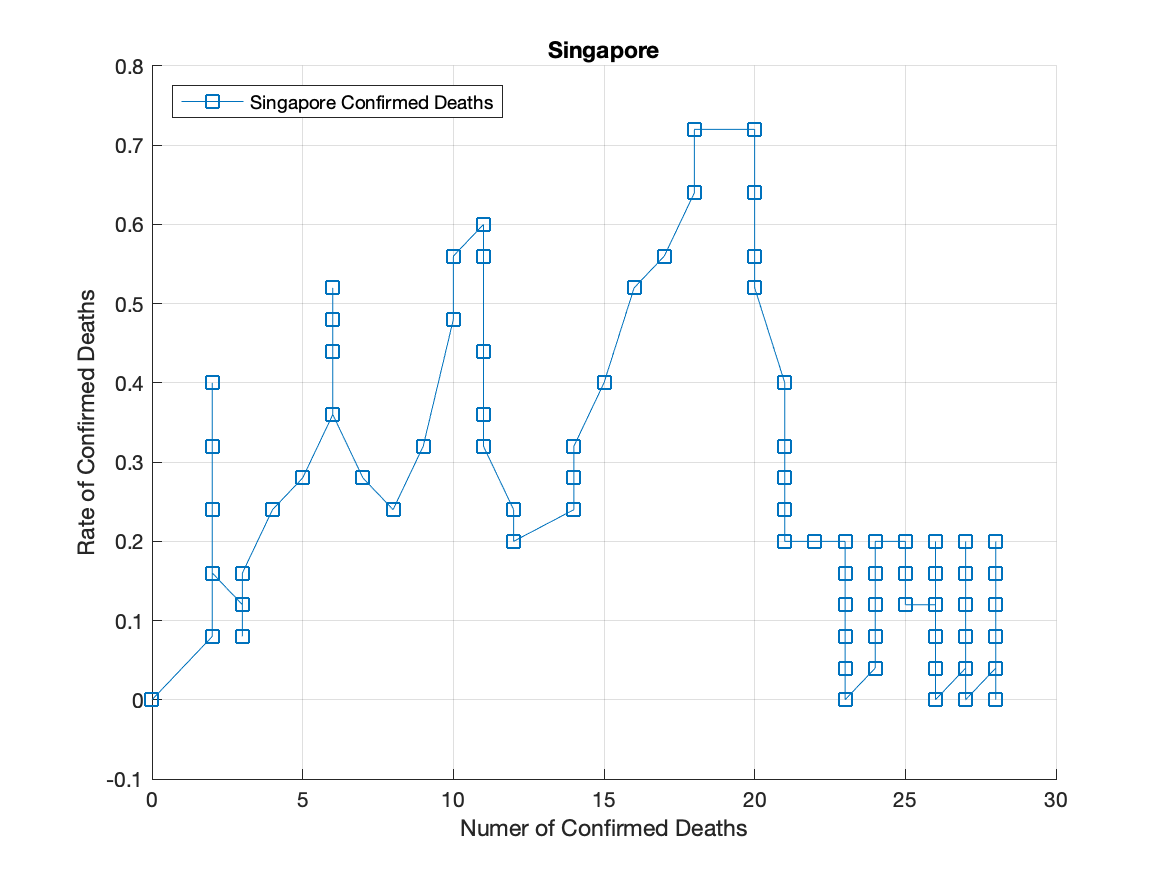 Singapore
Singapore Confirmed Deaths
0.8
0.7
0.6
0.5
0.4
0.3
0.2
0.1
0
-0.1
Rate of Confirmed Deaths
0 5 10 15 20 25 30
Numer of Confirmed Deaths